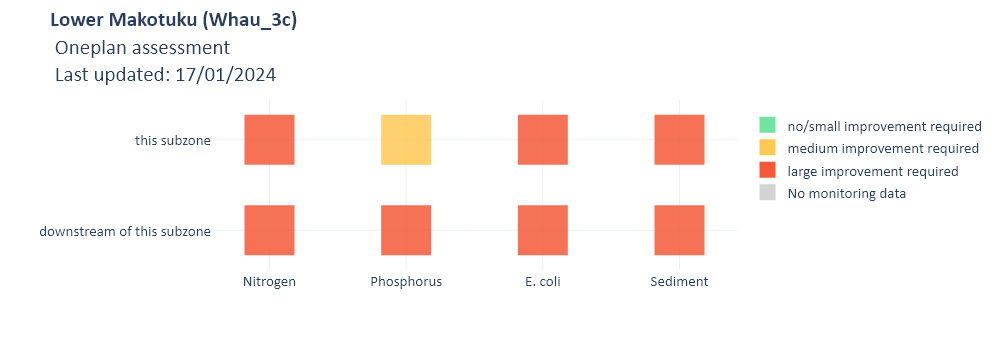 Lower Makotuku (Whau_3c)
Oneplan assessment
Last updated: 17/01/2024
this subzone
downstream of this subzone
Nitrogen
Phosphorus
E. coli
Sediment
no/small improvement required
medium improvement required
large improvement required
No monitoring data